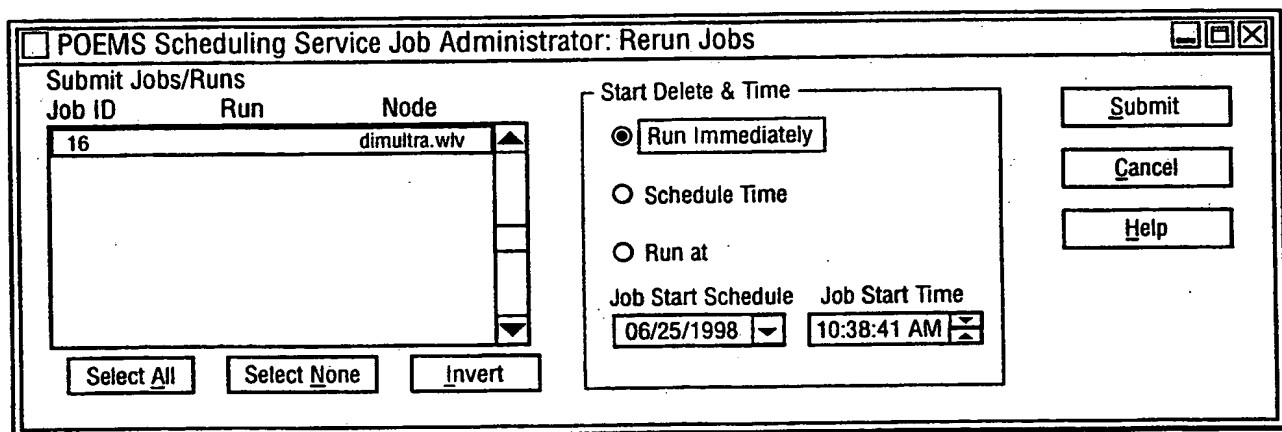 POEMS Scheduling Service Job Administrator: Rerun Jobs
Submit Jobs/Runs
Job ID Run Node
16 dimultra.wlv
Select All Select None Invert
Start Delete & Time
Run Immediately
Schedule Time
Run at
Job Start Schedule Job Start Time
06/25/1998 10:38:41 AM
Submit
Cancel
Help